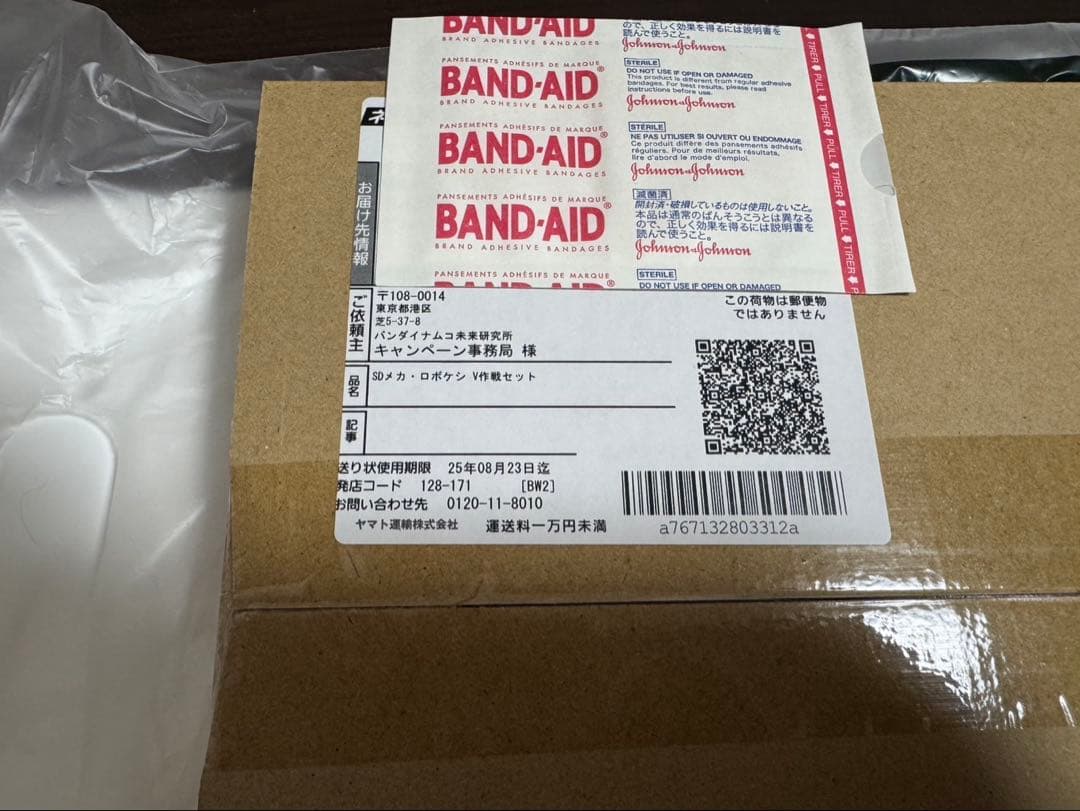 BAND-AID
BRAND ADHESIVE BANDAGES
PANSEMENTS ADHÉSIFS DE MARQUE
BAND-AID®
BRAND ADHESIVE BANDAGES
PANSEMENTS ADHÉSIFS DE MARQUE
BAND-AID®
BRAND ADHESIVE BANDAGES
PANSEMENTS ADHÉSIFS DE MARQUE
BAND-AID®
BRAND ADHESIVE BANDAGES
PANSEMENTS ADHÉSIFS DE MARQUE
ので、正しく効果を得るには説明書を
読んで使うこと。
Johnson & Johnson
STERILE
DO NOT USE IF OPEN OR DAMAGED
This product is different from regular adhesive
bandages. For best results, please read
instructions before use.
Johnson & Johnson
STÉRILE
NE PAS UTILISER SI OUVERT OU ENDOMMAGÉ
Ce produit diffère des pansements adhésifs
réguliers. Pour de meilleurs résultats,
lire d'abord le mode d'emploi.
Johnson & Johnson
滅菌済
開封済・破損しているものは使用しないこと。
本品は通常のばんそうこうとは異なる
ので、正しく効果を得るには説明書を
読んで使うこと。
Johnson & Johnson
STERILE
DO NOT USE IF OPEN OR DAMAGED
TIRER PULL TIRER PULL TIRER PULL TIRER P
ネ
お届け先情報
ご依頼主
〒108-0014
東京都港区
芝5-37-8
バンダイナムコ未来研究所
キャンペーン事務局 様
この荷物は郵便物
ではありません
品名
SDメカ・ロボケシ V作戦セット
記事
送り状使用期限 25年08月23日迄
発店コード 128-171 [BW2]
お問い合わせ先 0120-11-8010
ヤマト運輸株式会社 運送料一万円未満
a767132803312a